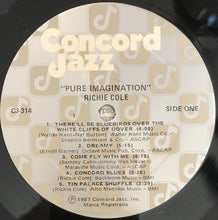 Concord
Jazz
"PURE IMAGINATION"
RICHIE COLE
CJ-314
SIDE ONE
1. THERE'LL BE BLUEBIRDS OVER THE
WHITE CLIFFS OF DOVER (4:06)
(Walter Kent/Nat Burton) Walter Kent Music Co./
Shapiro Bernstein & Co. - ASCAP
2. DREAMY (5:15)
(Erroll Garner) Octave Music Pub. Corp. - ASCAP
3. COME FLY WITH ME (4:15)
(Sammy Cahn/Jimmy Van Heusen)
Maraville Music Corp. - ASCAP
4. CONCORD BLUES
(Richie Cole) Bookmance Music - BMI
5. TIN PALACE SHUFFLE (2:39)
(Richie Cole) Alto Madness Music - BMI
℗ 1987 Concord Jazz, Inc.
Marca Registrada